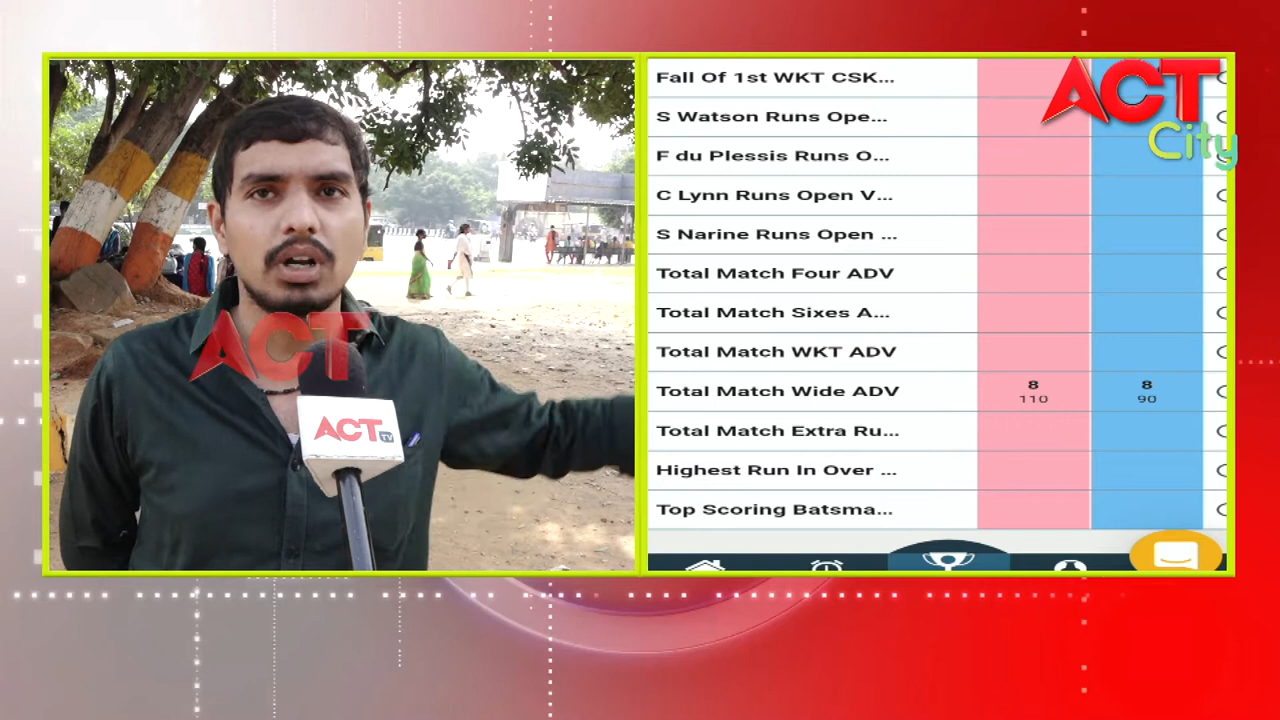 ACT
ACT
TV
Fall Of 1st WKT CSK...
S Watson Runs Ope...
F du Plessis Runs O...
C Lynn Runs Open V...
S Narine Runs Open ...
Total Match Four ADV
Total Match Sixes A...
Total Match WKT ADV
Total Match Wide ADV 8 8
110 90
Total Match Extra Ru...
Highest Run In Over ...
Top Scoring Batsma...
ACT
City